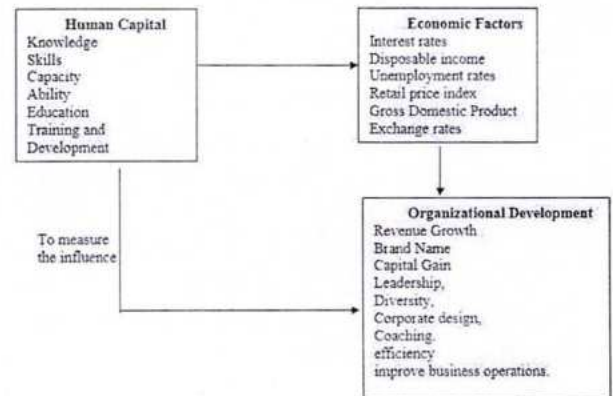 Human Capital
Knowledge
Skills
Capacity
Ability
Education
Training and
Development
Economic Factors
Interest rates
Disposable income
Unemployment rates
Retail price index
Gross Domestic Product
Exchange rates
To measure
the influence
Organizational Development
Revenue Growth
Brand Name
Capital Gain
Leadership,
Diversity,
Corporate design,
Coaching,
efficiency
improve business operations.